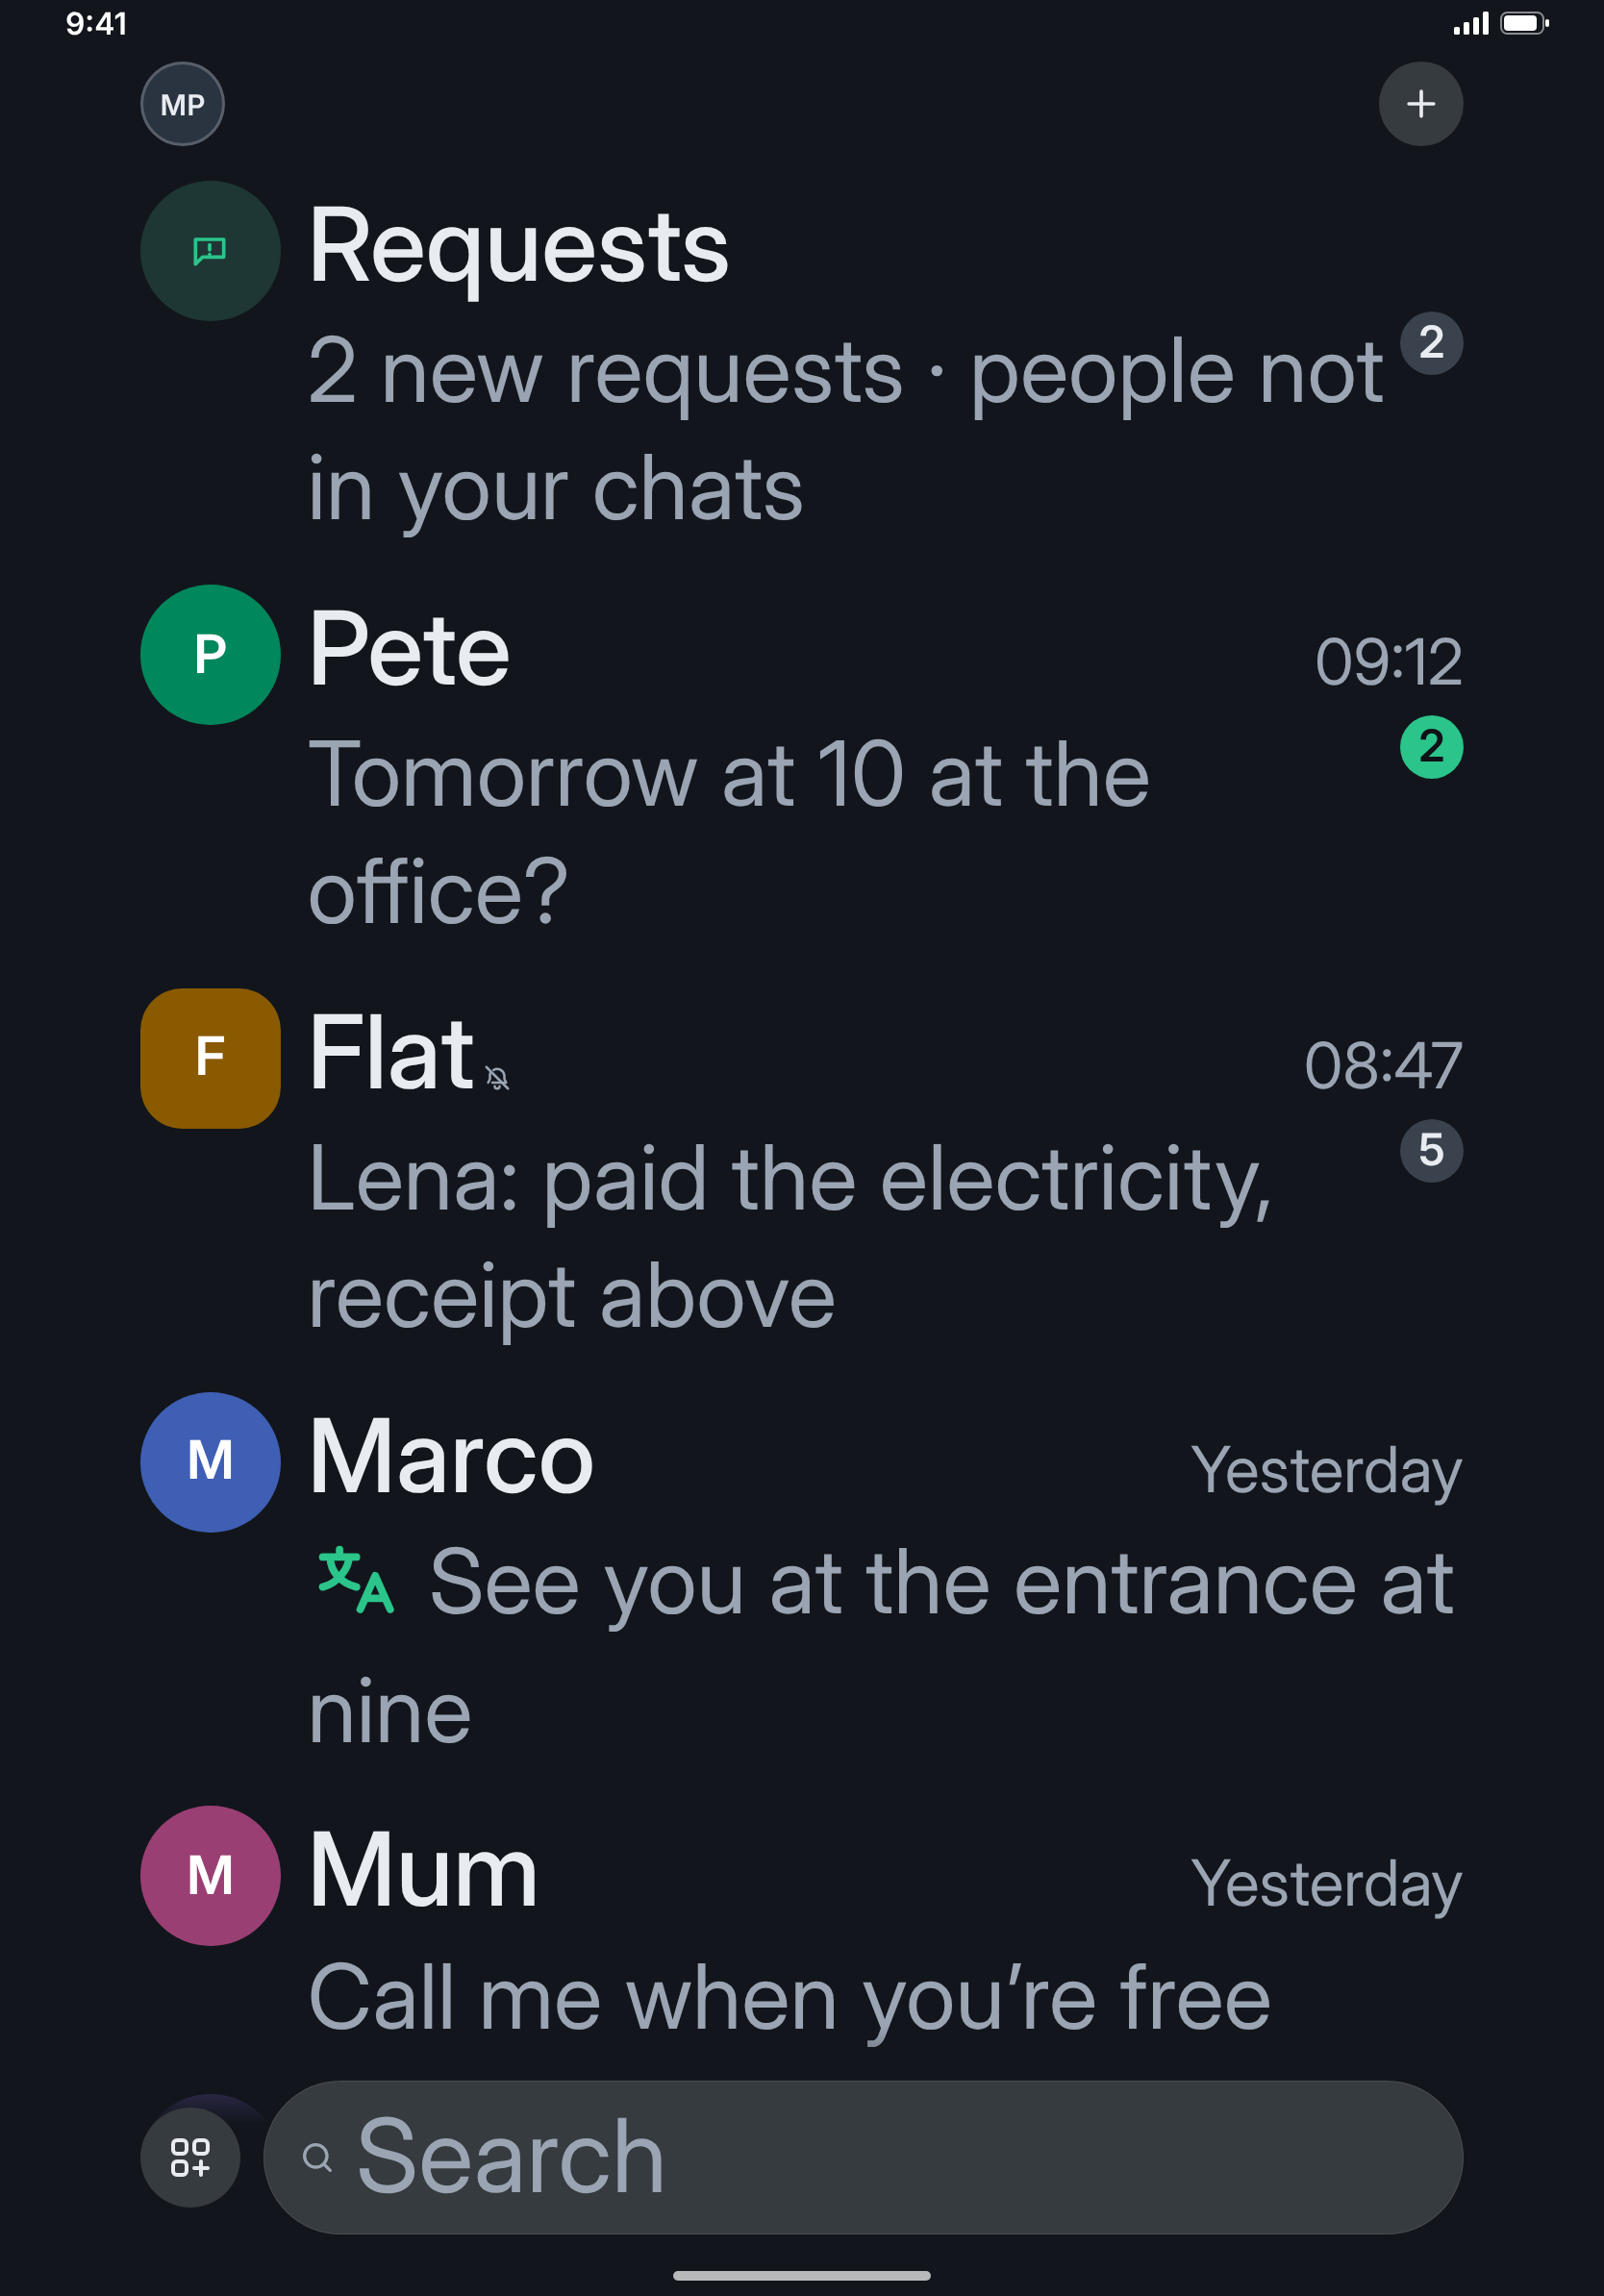 9:41
MP
Requests
2 new requests · people not
2
in your chats
P
Pete
09:12
Tomorrow at 10 at the
2
office?
F
Flat
08:47
Lena: paid the electricity,
5
receipt above
M
Marco
Yesterday
See you at the entrance at
nine
M
Mum
Yesterday
Call me when you’re free
Search